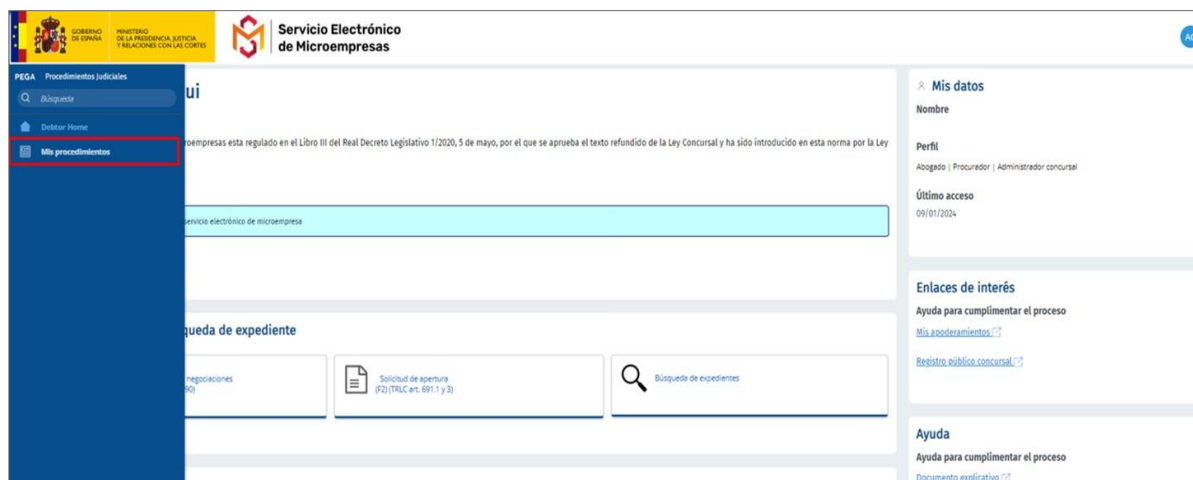 GOBIERNO
DE ESPAÑA
MINISTERIO
DE LA PRESIDENCIA, JUSTICIA
Y RELACIONES CON LAS CORTES
Servicio Electrónico
de Microempresas
PEGA Procedimientos Judiciales
Búsqueda
Debtor Home
Mis procedimientos
ui
roempresas esta regulado en el Libro III del Real Decreto Legislativo 1/2020, 5 de mayo, por el que se aprueba el texto refundido de la Ley Concursal y ha sido introducido en esta norma por la Ley
servicio electrónico de microempresa
queda de expediente
negociaciones
90)
Solicitud de apertura
(F2) (TRLC art. 691.1 y 3)
Búsqueda de expedientes
Mis datos
Nombre
Perfil
Abogado | Procurador | Administrador concursal
Último acceso
09/01/2024
Enlaces de interés
Ayuda para cumplimentar el proceso
Mis apoderamientos
Registro público concursal
Ayuda
Ayuda para cumplimentar el proceso
Documento explicativo